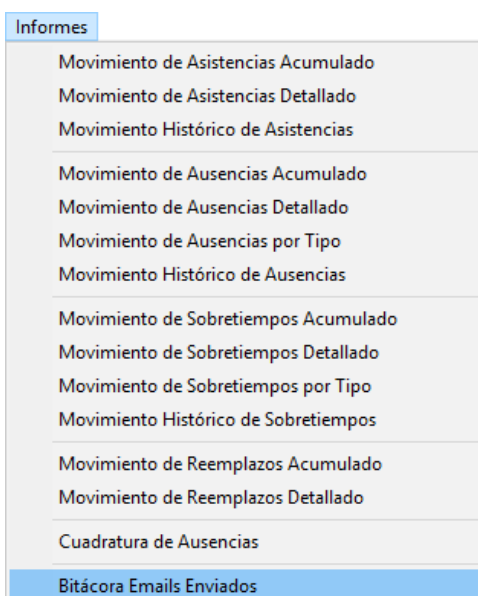 Informes
Movimiento de Asistencias Acumulado
Movimiento de Asistencias Detallado
Movimiento Histórico de Asistencias
Movimiento de Ausencias Acumulado
Movimiento de Ausencias Detallado
Movimiento de Ausencias por Tipo
Movimiento Histórico de Ausencias
Movimiento de Sobretiempos Acumulado
Movimiento de Sobretiempos Detallado
Movimiento de Sobretiempos por Tipo
Movimiento Histórico de Sobretiempos
Movimiento de Reemplazos Acumulado
Movimiento de Reemplazos Detallado
Cuadratura de Ausencias
Bitácora Emails Enviados